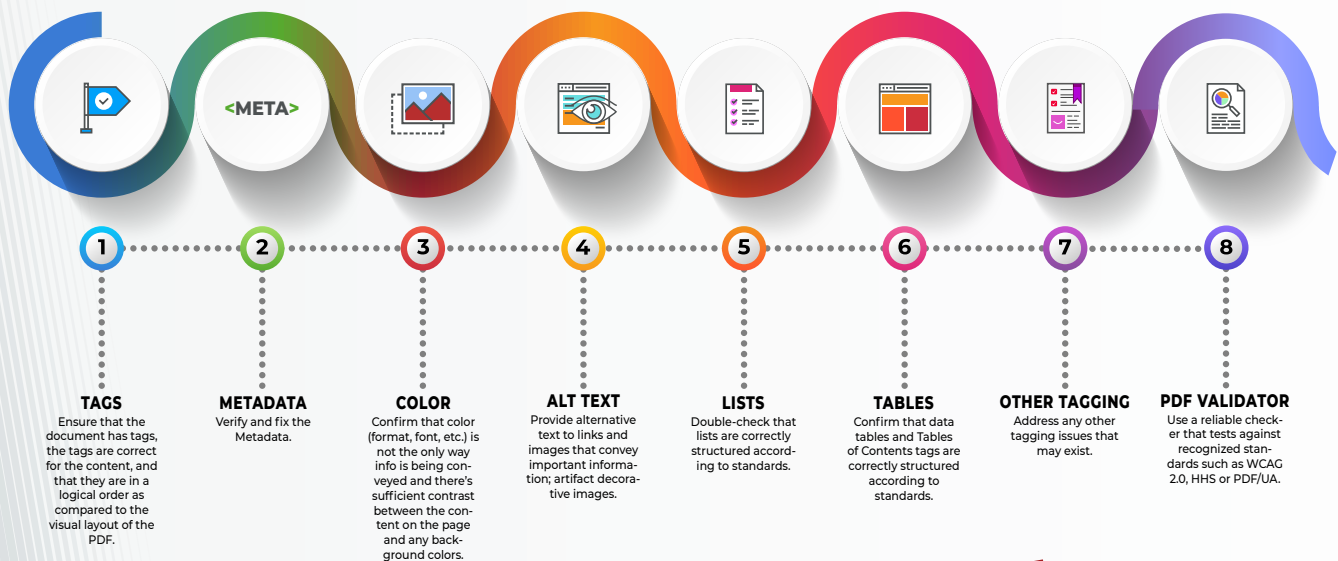 <META>
1
2
3
4
5
6
7
8
TAGS
Ensure that the
document has tags,
the tags are correct
for the content, and
that they are in a
logical order as
compared to the
visual layout of the
PDF.
METADATA
Verify and fix the
Metadata.
COLOR
Confirm that color
(format, font, etc.) is
not the only way
info is being con-
veyed and there's
sufficient contrast
between the con-
tent on the page
and any back-
ground colors.
ALT TEXT
Provide alternative
text to links and
images that convey
important informa-
tion; artifact decora-
tive images.
LISTS
Double-check that
lists are correctly
structured accord-
ing to standards.
TABLES
Confirm that data
tables and Tables
of Contents tags are
correctly structured
according to
standards.
OTHER TAGGING
Address any other
tagging issues that
may exist.
PDF VALIDATOR
Use a reliable check-
er that tests against
recognized stan-
dards such as WCAG
2.0, HHS or PDF/UA.